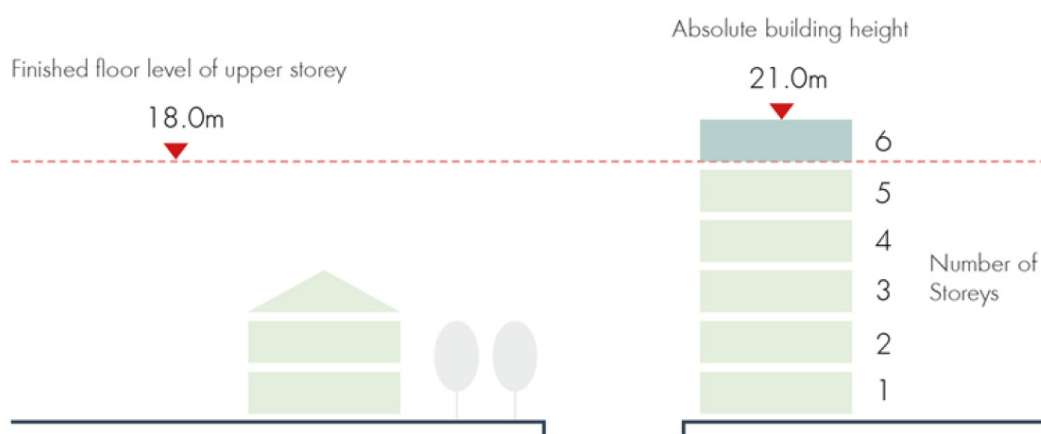 Absolute building height
Finished floor level of upper storey
21.0m
18.0m
6
5
4
Number of
Storeys
3
2
1